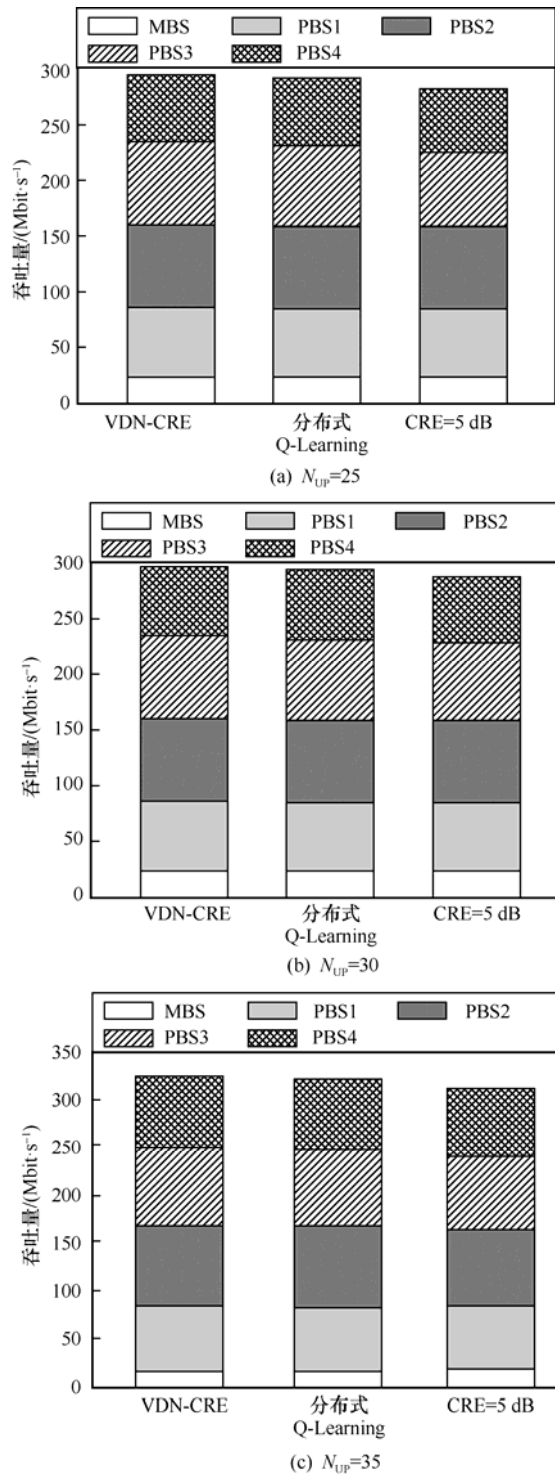 MBS PBS1 PBS2
PBS3 PBS4
300
250
200
150
100
50
0
吞吐量/(Mbit·s⁻¹)
VDN-CRE 分布式 CRE=5 dB
Q-Learning
(a) N_UP=25
MBS PBS1 PBS2
PBS3 PBS4
300
250
200
150
100
50
0
吞吐量/(Mbit·s⁻¹)
VDN-CRE 分布式 CRE=5 dB
Q-Learning
(b) N_UP=30
MBS PBS1 PBS2
PBS3 PBS4
350
300
250
200
150
100
50
0
吞吐量/(Mbit·s⁻¹)
VDN-CRE 分布式 CRE=5 dB
Q-Learning
(c) N_UP=35